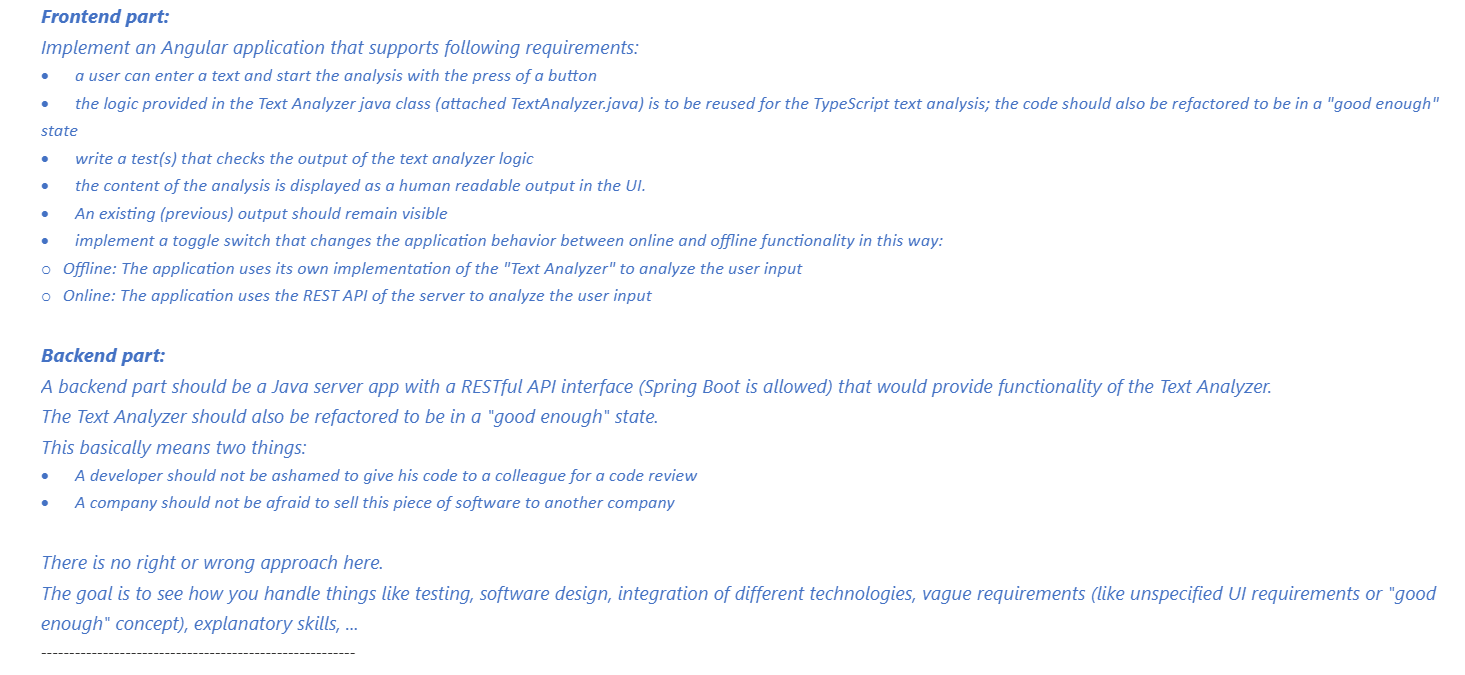 Frontend part:
Implement an Angular application that supports following requirements:
• a user can enter a text and start the analysis with the press of a button
• the logic provided in the Text Analyzer java class (attached TextAnalyzer.java) is to be reused for the TypeScript text analysis; the code should also be refactored to be in a "good enough"
state
• write a test(s) that checks the output of the text analyzer logic
• the content of the analysis is displayed as a human readable output in the UI.
• An existing (previous) output should remain visible
• implement a toggle switch that changes the application behavior between online and offline functionality in this way:
o Offline: The application uses its own implementation of the "Text Analyzer" to analyze the user input
o Online: The application uses the REST API of the server to analyze the user input
Backend part:
A backend part should be a Java server app with a RESTful API interface (Spring Boot is allowed) that would provide functionality of the Text Analyzer.
The Text Analyzer should also be refactored to be in a "good enough" state.
This basically means two things:
• A developer should not be ashamed to give his code to a colleague for a code review
• A company should not be afraid to sell this piece of software to another company
There is no right or wrong approach here.
The goal is to see how you handle things like testing, software design, integration of different technologies, vague requirements (like unspecified UI requirements or "good
enough" concept), explanatory skills, ...
-------------------------------------------------------